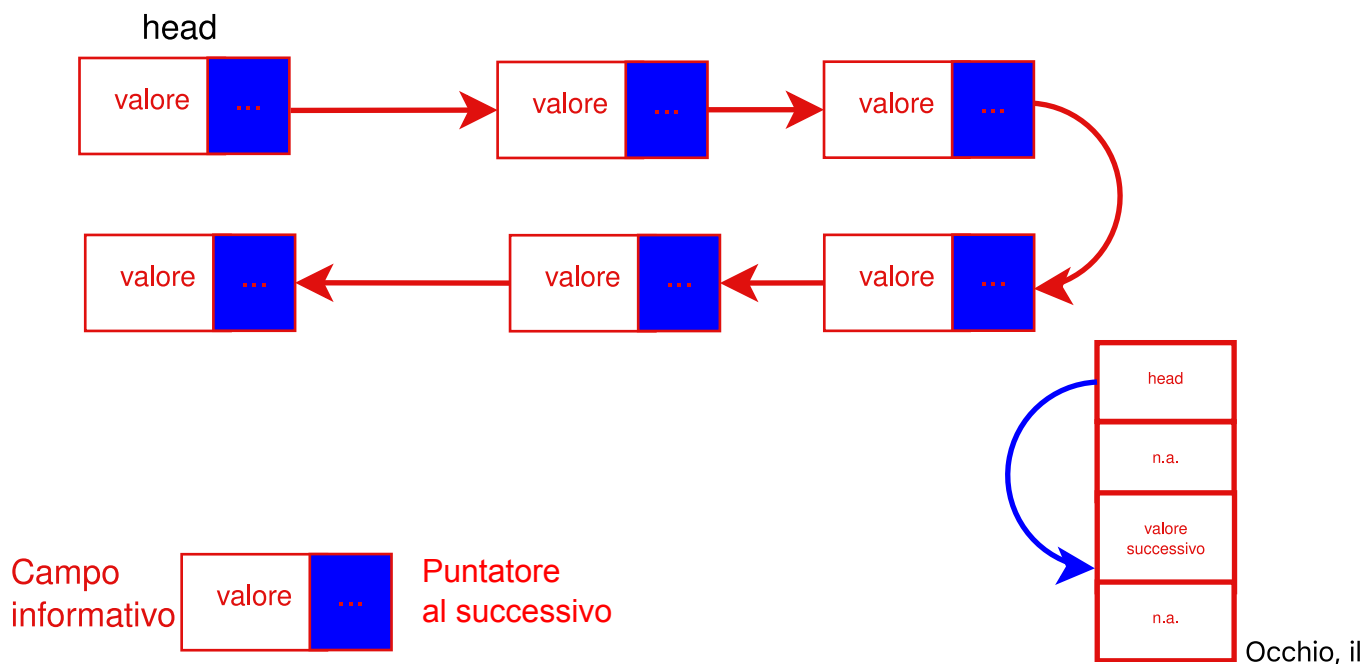 head
valore ... valore ... valore ...
valore ... valore ... valore ...
head
n.a.
valore
successivo
n.a.
Campo
informativo
valore ...
Puntatore
al successivo
Occhio, il